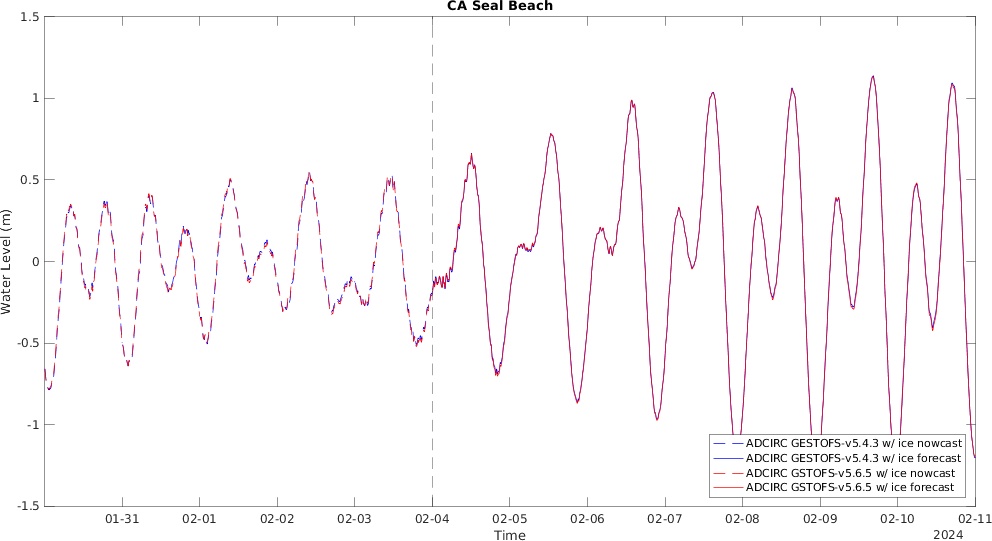 CA Seal Beach
1.5
1
0.5
0
-0.5
-1
-1.5
Water Level (m)
ADCIRC GESTOFS-v5.4.3 w/ ice nowcast
ADCIRC GESTOFS-v5.4.3 w/ ice forecast
ADCIRC GSTOFS-v5.6.5 w/ ice nowcast
ADCIRC GSTOFS-v5.6.5 w/ ice forecast
01-31 02-01 02-02 02-03 02-04 02-05 02-06 02-07 02-08 02-09 02-10 02-11
Time
2024